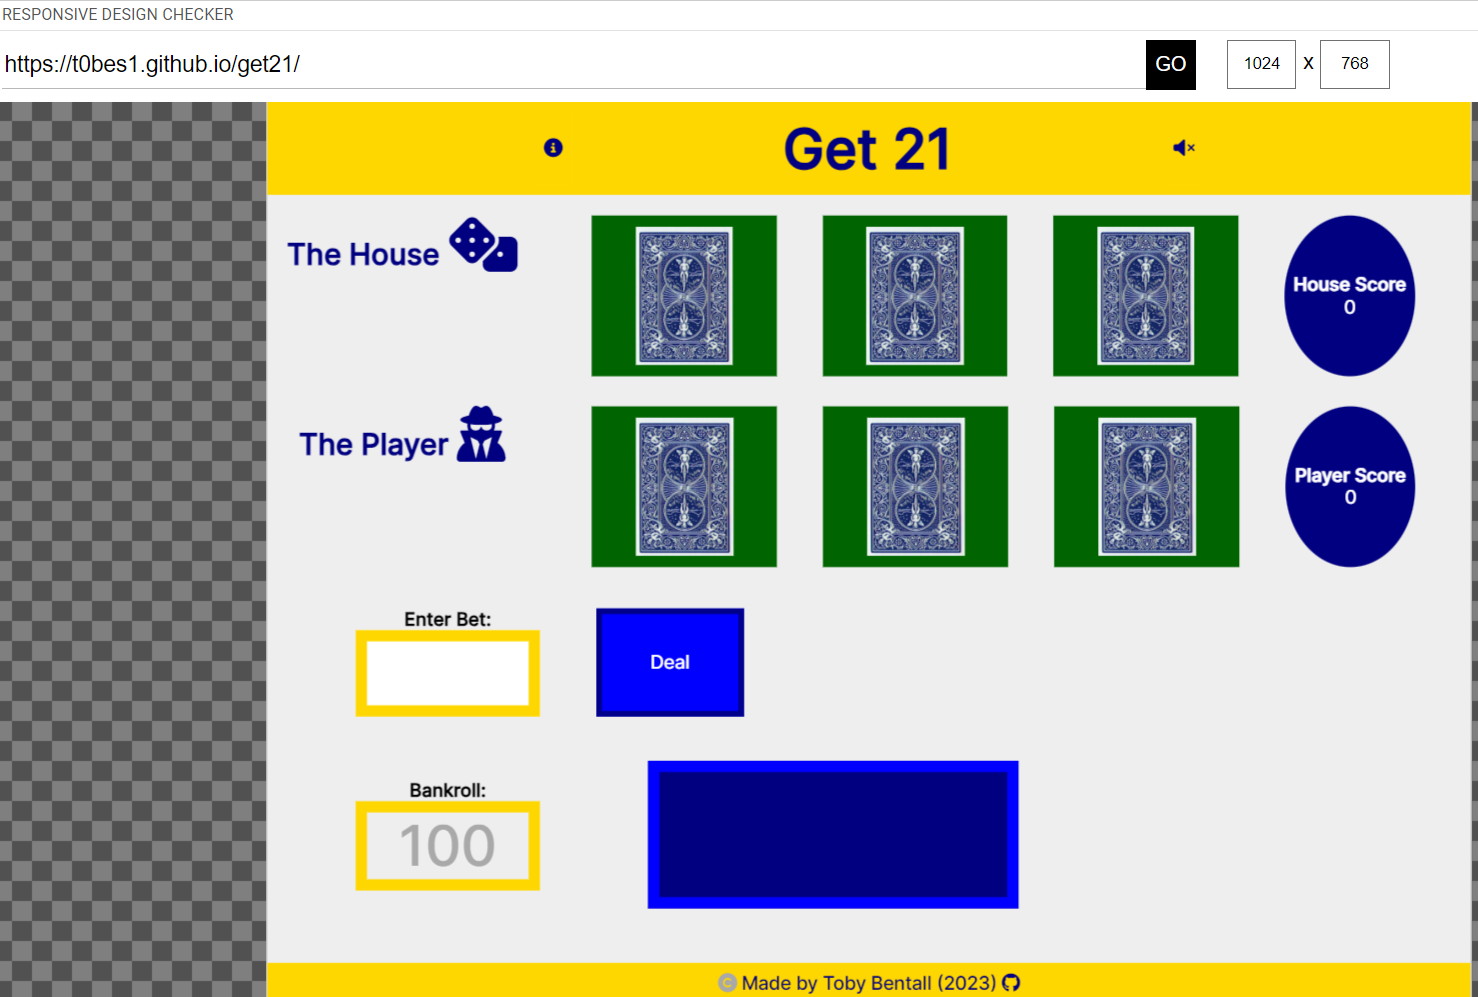 RESPONSIVE DESIGN CHECKER
https://t0bes1.github.io/get21/
GO
1024 X 768
Get 21
The House
House Score
0
The Player
Player Score
0
Enter Bet:
Deal
Bankroll:
100
© Made by Toby Bentall (2023)